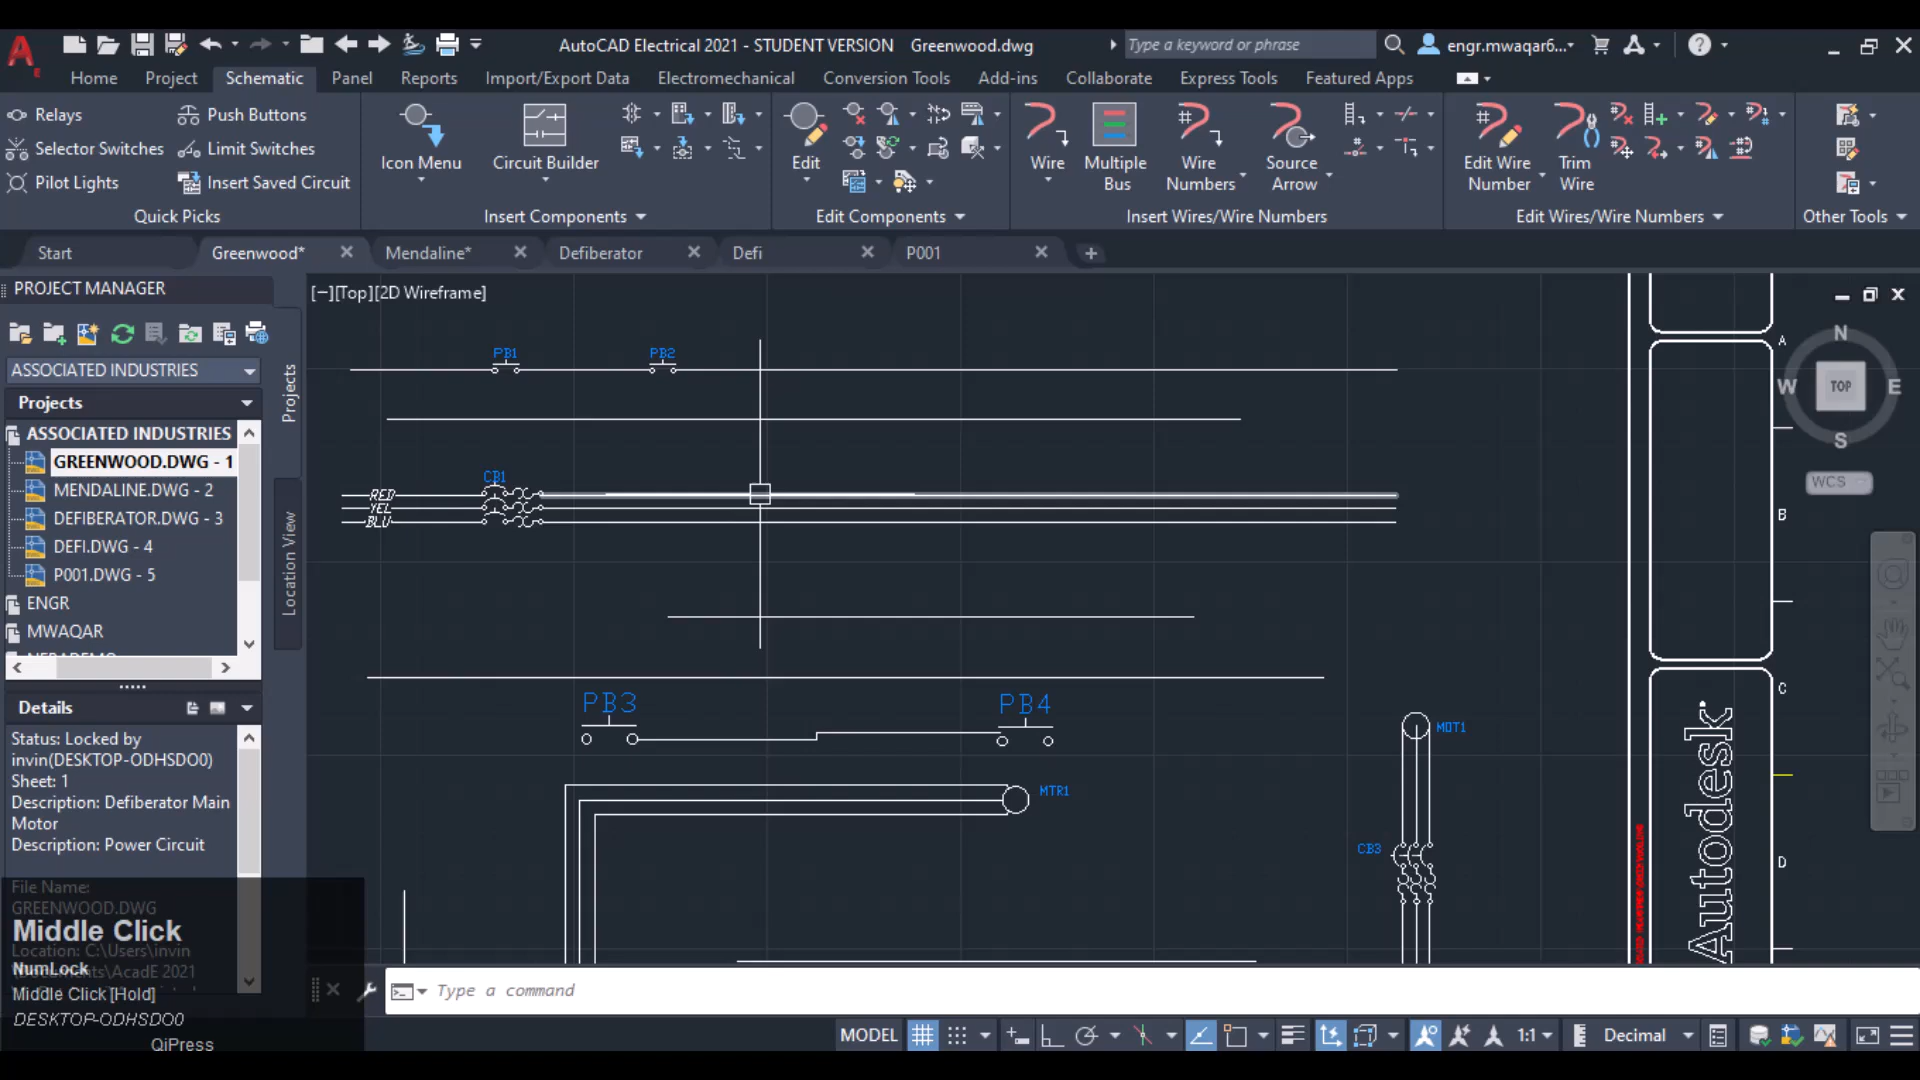 AutoCAD Electrical 2021 - STUDENT VERSION Greenwood.dwg
Type a keyword or phrase
engr.mwaqar6...
Home Project Schematic Panel Reports Import/Export Data Electromechanical Conversion Tools Add-ins Collaborate Express Tools Featured Apps
Relays
Push Buttons
Selector Switches
Limit Switches
Pilot Lights
Insert Saved Circuit
Quick Picks
Icon Menu
Circuit Builder
Insert Components
Edit
Edit Components
Wire
Multiple Bus
Wire Numbers
Source Arrow
Insert Wires/Wire Numbers
Edit Wire Number
Trim Wire
Edit Wires/Wire Numbers
Other Tools
Start Greenwood* Mendaline* Defiberator Defi P001
PROJECT MANAGER
ASSOCIATED INDUSTRIES
Projects
ASSOCIATED INDUSTRIES
GREENWOOD.DWG - 1
MENDALINE.DWG - 2
DEFIBERATOR.DWG - 3
DEFI.DWG - 4
P001.DWG - 5
ENGR
MWAQAR
Projects
Location View
Details
Status: Locked by
invin(DESKTOP-ODHSDO0)
Sheet: 1
Description: Defiberator Main
Motor
Description: Power Circuit
File Name:
GREENWOOD.DWG
Middle Click
Location: C:\Users\invin
NumLock
\Documents\AcadE 2021
Middle Click [Hold]
DESKTOP-ODHSDO0
QiPress
[−][Top][2D Wireframe]
PB1
PB2
CB1
RED
YEL
BLU
PB3
PB4
MTR1
MOT1
CB3
A
B
C
D
Autodesk
N
W TOP E
S
WCS
Type a command
MODEL
1:1
Decimal